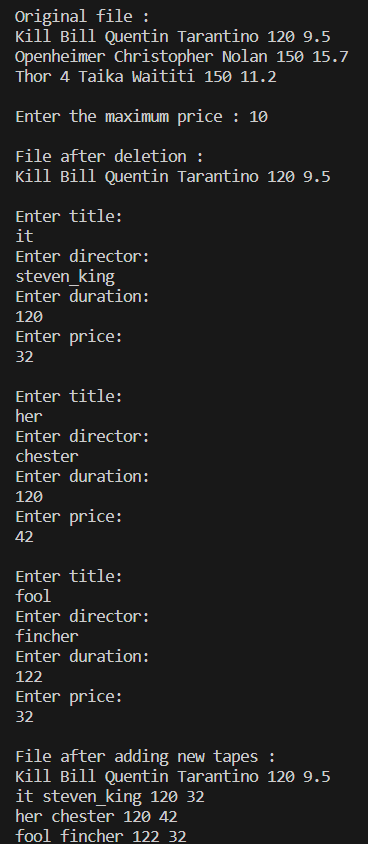 Original file :
Kill Bill Quentin Tarantino 120 9.5
Openheimer Christopher Nolan 150 15.7
Thor 4 Taika Waititi 150 11.2
Enter the maximum price : 10
File after deletion :
Kill Bill Quentin Tarantino 120 9.5
Enter title:
it
Enter director:
steven_king
Enter duration:
120
Enter price:
32
Enter title:
her
Enter director:
chester
Enter duration:
120
Enter price:
42
Enter title:
fool
Enter director:
fincher
Enter duration:
122
Enter price:
32
File after adding new tapes :
Kill Bill Quentin Tarantino 120 9.5
it steven_king 120 32
her chester 120 42
fool fincher 122 32